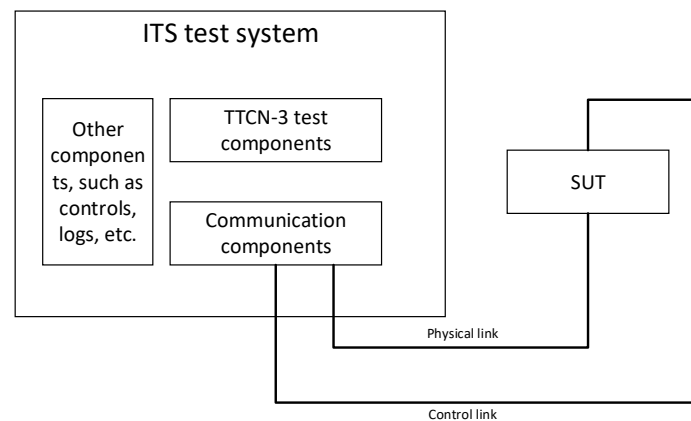 ITS test system
Other
componen
ts, such as
controls,
logs, etc.
TTCN-3 test
components
Communication
components
SUT
Physical link
Control link